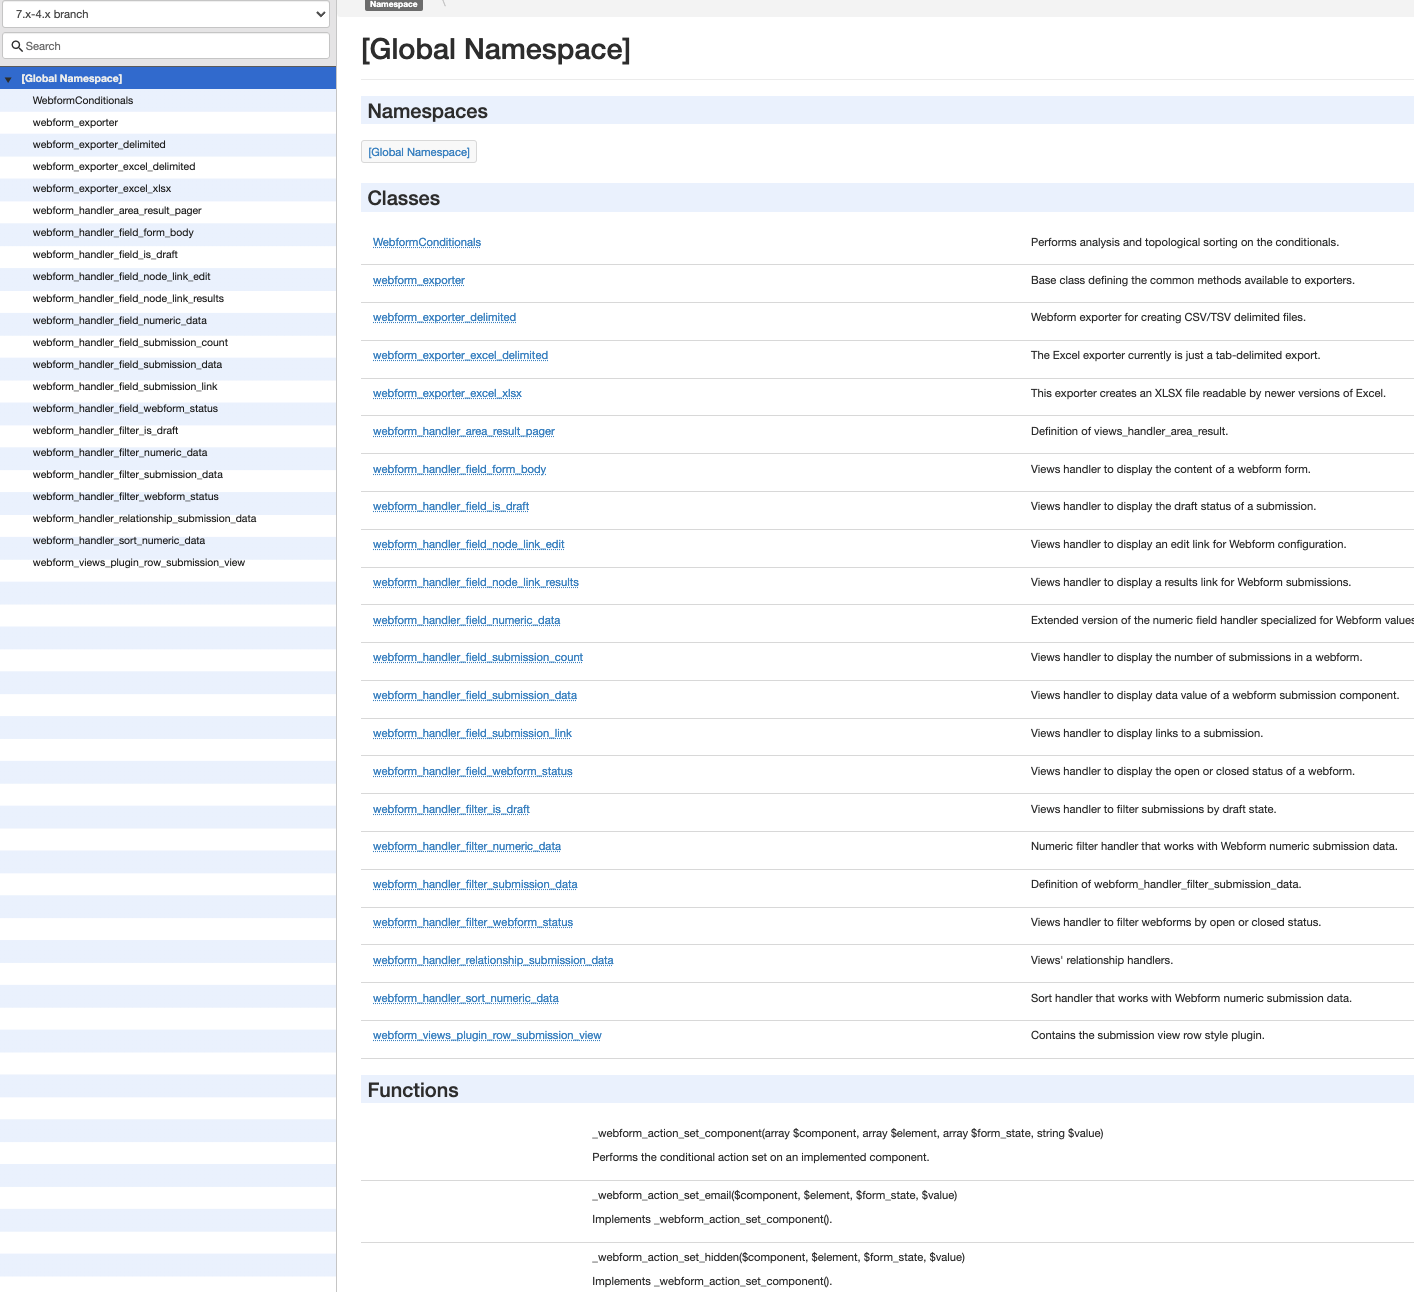 7.x-4.x branch
Search
[Global Namespace]
WebformConditionals
webform_exporter
webform_exporter_delimited
webform_exporter_excel_delimited
webform_exporter_excel_xlsx
webform_handler_area_result_pager
webform_handler_field_form_body
webform_handler_field_is_draft
webform_handler_field_node_link_edit
webform_handler_field_node_link_results
webform_handler_field_numeric_data
webform_handler_field_submission_count
webform_handler_field_submission_data
webform_handler_field_submission_link
webform_handler_field_webform_status
webform_handler_filter_is_draft
webform_handler_filter_numeric_data
webform_handler_filter_submission_data
webform_handler_filter_webform_status
webform_handler_relationship_submission_data
webform_handler_sort_numeric_data
webform_views_plugin_row_submission_view
Namespace \
[Global Namespace]
Namespaces
[Global Namespace]
Classes
WebformConditionals Performs analysis and topological sorting on the conditionals.
webform_exporter Base class defining the common methods available to exporters.
webform_exporter_delimited Webform exporter for creating CSV/TSV delimited files.
webform_exporter_excel_delimited The Excel exporter currently is just a tab-delimited export.
webform_exporter_excel_xlsx This exporter creates an XLSX file readable by newer versions of Excel.
webform_handler_area_result_pager Definition of views_handler_area_result.
webform_handler_field_form_body Views handler to display the content of a webform form.
webform_handler_field_is_draft Views handler to display the draft status of a submission.
webform_handler_field_node_link_edit Views handler to display an edit link for Webform configuration.
webform_handler_field_node_link_results Views handler to display a results link for Webform submissions.
webform_handler_field_numeric_data Extended version of the numeric field handler specialized for Webform values
webform_handler_field_submission_count Views handler to display the number of submissions in a webform.
webform_handler_field_submission_data Views handler to display data value of a webform submission component.
webform_handler_field_submission_link Views handler to display links to a submission.
webform_handler_field_webform_status Views handler to display the open or closed status of a webform.
webform_handler_filter_is_draft Views handler to filter submissions by draft state.
webform_handler_filter_numeric_data Numeric filter handler that works with Webform numeric submission data.
webform_handler_filter_submission_data Definition of webform_handler_filter_submission_data.
webform_handler_filter_webform_status Views handler to filter webforms by open or closed status.
webform_handler_relationship_submission_data Views' relationship handlers.
webform_handler_sort_numeric_data Sort handler that works with Webform numeric submission data.
webform_views_plugin_row_submission_view Contains the submission view row style plugin.
Functions
_webform_action_set_component(array $component, array $element, array $form_state, string $value)
Performs the conditional action set on an implemented component.
_webform_action_set_email($component, $element, $form_state, $value)
Implements _webform_action_set_component().
_webform_action_set_hidden($component, $element, $form_state, $value)
Implements _webform_action_set_component().